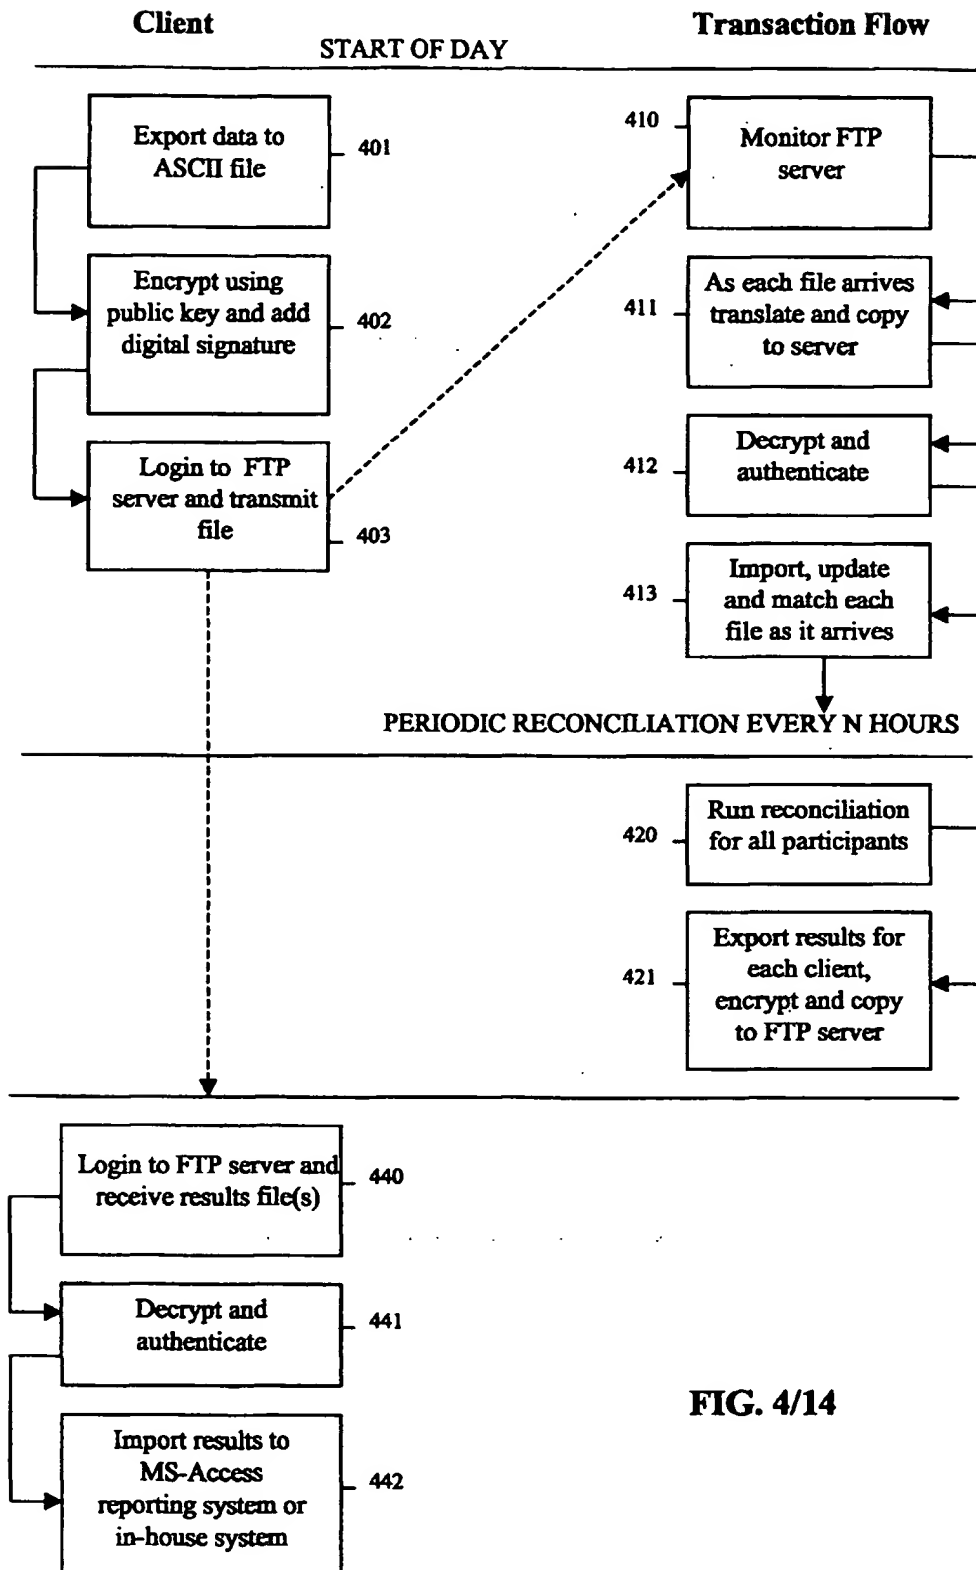 Client
Transaction Flow
START OF DAY
Export data to
ASCII file
401
410
Monitor FTP
server
Encrypt using
public key and add
digital signature
402
As each file arrives
translate and copy
to server
411
Login to FTP
server and transmit
file
403
Decrypt and
authenticate
412
Import, update
and match each
file as it arrives
413
PERIODIC RECONCILIATION EVERY N HOURS
Run reconciliation
for all participants
420
Export results for
each client,
encrypt and copy
to FTP server
421
Login to FTP server and
receive results file(s)
440
Decrypt and
authenticate
441
Import results to
MS-Access
reporting system or
in-house system
442
FIG. 4/14